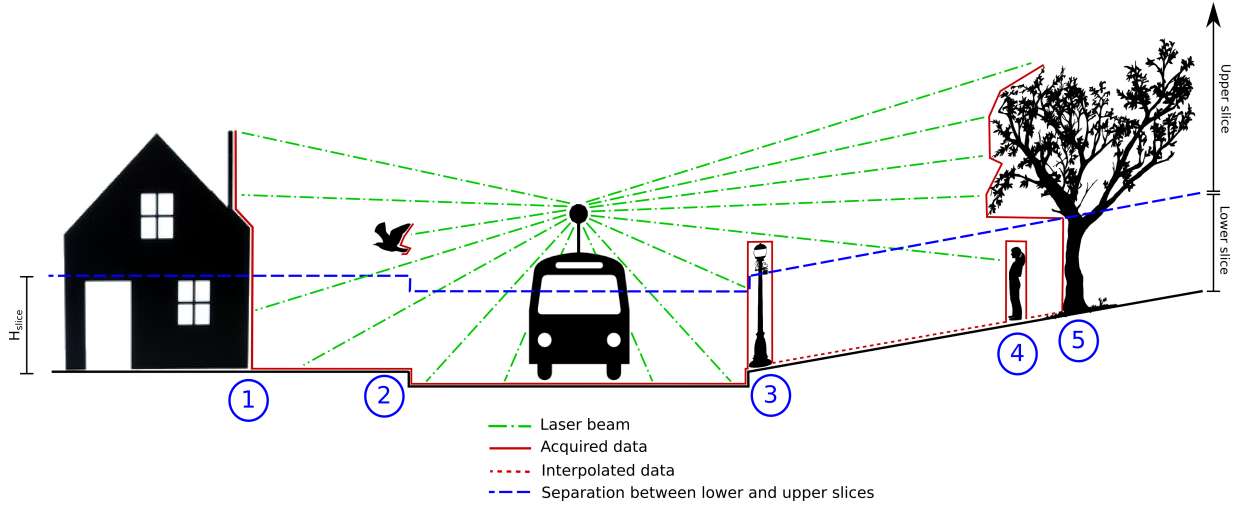 Upper slice
Lower slice
Hslice
1
2
3
4
5
Laser beam
Acquired data
Interpolated data
Separation between lower and upper slices